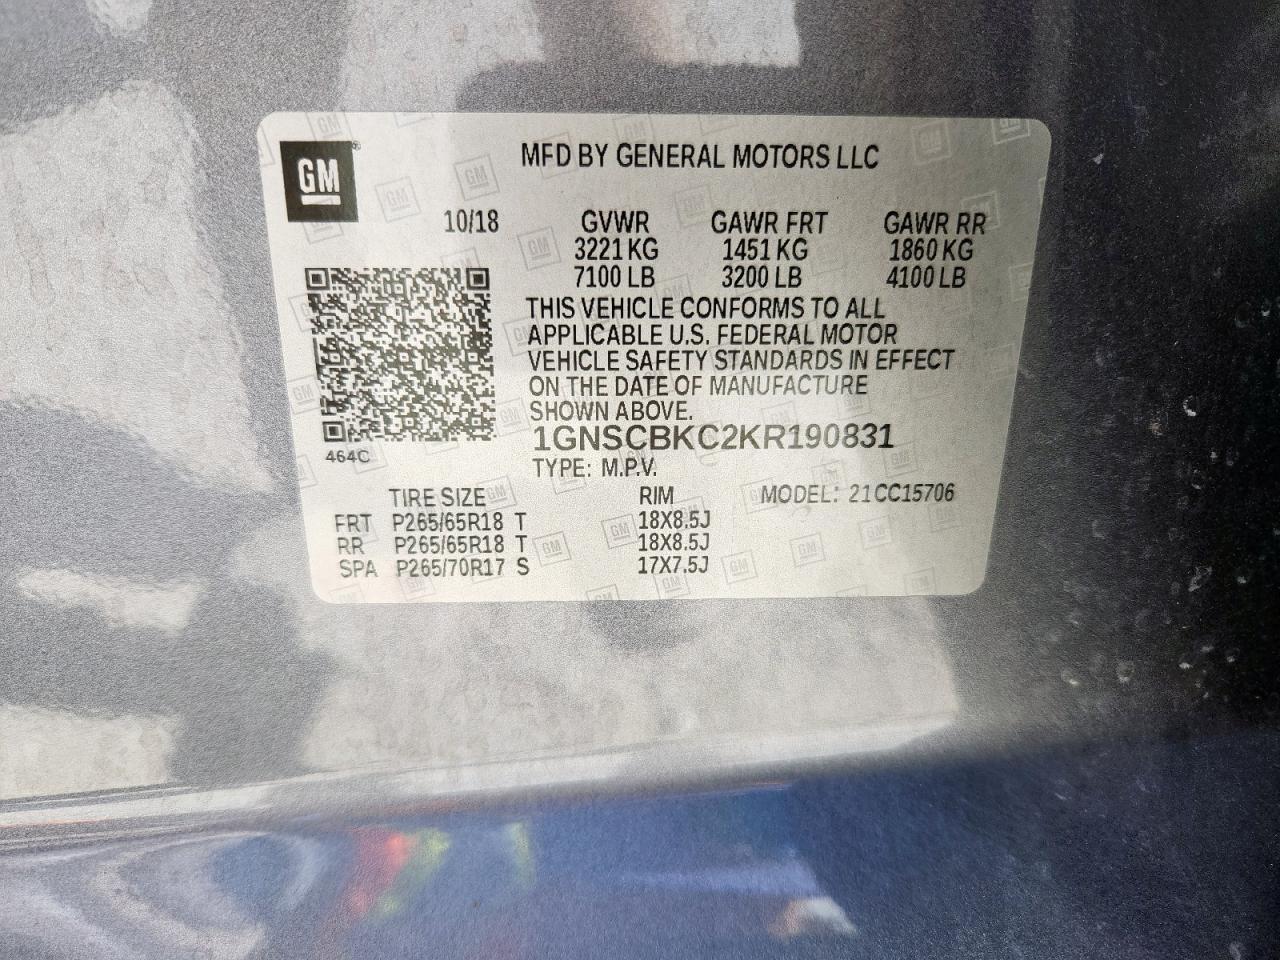 GM®
MFD BY GENERAL MOTORS LLC
10/18 GVWR GAWR FRT GAWR RR
3221 KG 1451 KG 1860 KG
7100 LB 3200 LB 4100 LB
THIS VEHICLE CONFORMS TO ALL
APPLICABLE U.S. FEDERAL MOTOR
VEHICLE SAFETY STANDARDS IN EFFECT
ON THE DATE OF MANUFACTURE
SHOWN ABOVE.
1GNSCBKC2KR190831
464C
TYPE: M.P.V.
TIRE SIZE RIM MODEL: 21CC15706
FRT P265/65R18 T 18X8.5J
RR P265/65R18 T 18X8.5J
SPA P265/70R17 S 17X7.5J